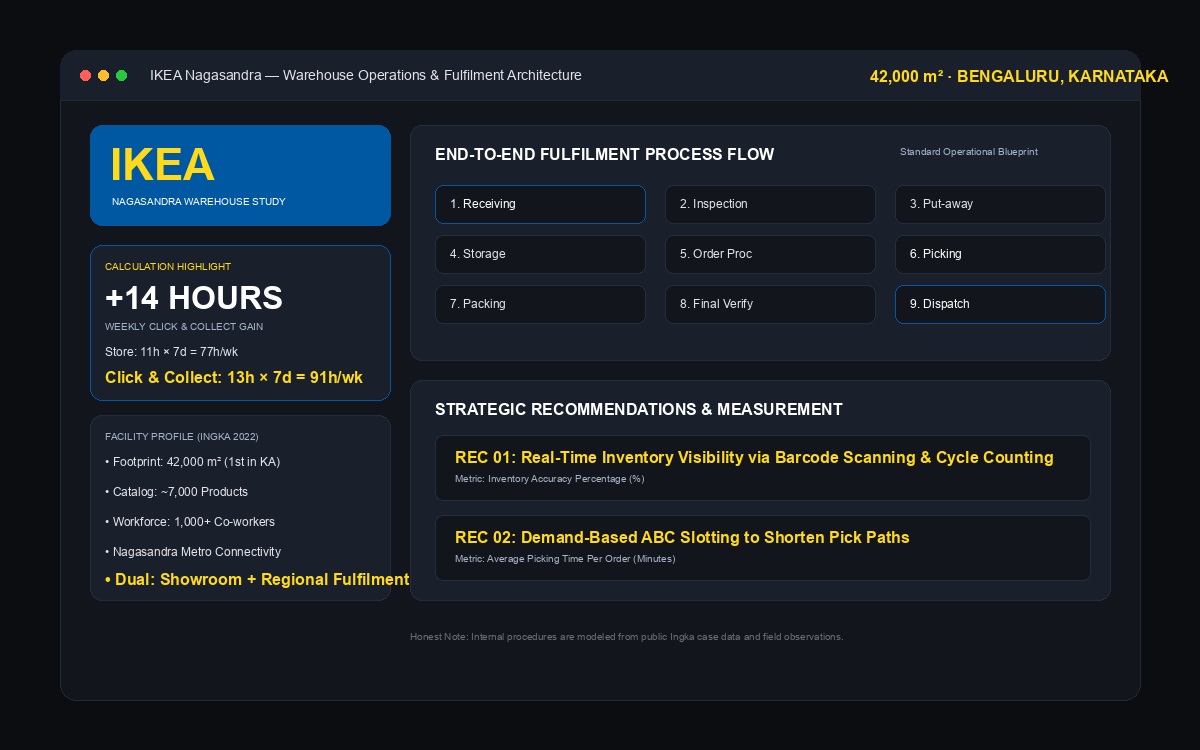 IKEA Nagasandra — Warehouse Operations & Fulfilment Architecture
42,000 m² · BENGALURU, KARNATAKA
IKEA
NAGASANDRA WAREHOUSE STUDY
CALCULATION HIGHLIGHT
+14 HOURS
WEEKLY CLICK & COLLECT GAIN
Store: 11h × 7d = 77h/wk
Click & Collect: 13h × 7d = 91h/wk
FACILITY PROFILE (INGKA 2022)
• Footprint: 42,000 m² (1st in KA)
• Catalog: ~7,000 Products
• Workforce: 1,000+ Co-workers
• Nagasandra Metro Connectivity
• Dual: Showroom + Regional Fulfilment
END-TO-END FULFILMENT PROCESS FLOW
Standard Operational Blueprint
1. Receiving
2. Inspection
3. Put-away
4. Storage
5. Order Proc
6. Picking
7. Packing
8. Final Verify
9. Dispatch
STRATEGIC RECOMMENDATIONS & MEASUREMENT
REC 01: Real-Time Inventory Visibility via Barcode Scanning & Cycle Counting
Metric: Inventory Accuracy Percentage (%)
REC 02: Demand-Based ABC Slotting to Shorten Pick Paths
Metric: Average Picking Time Per Order (Minutes)
Honest Note: Internal procedures are modeled from public Ingka case data and field observations.